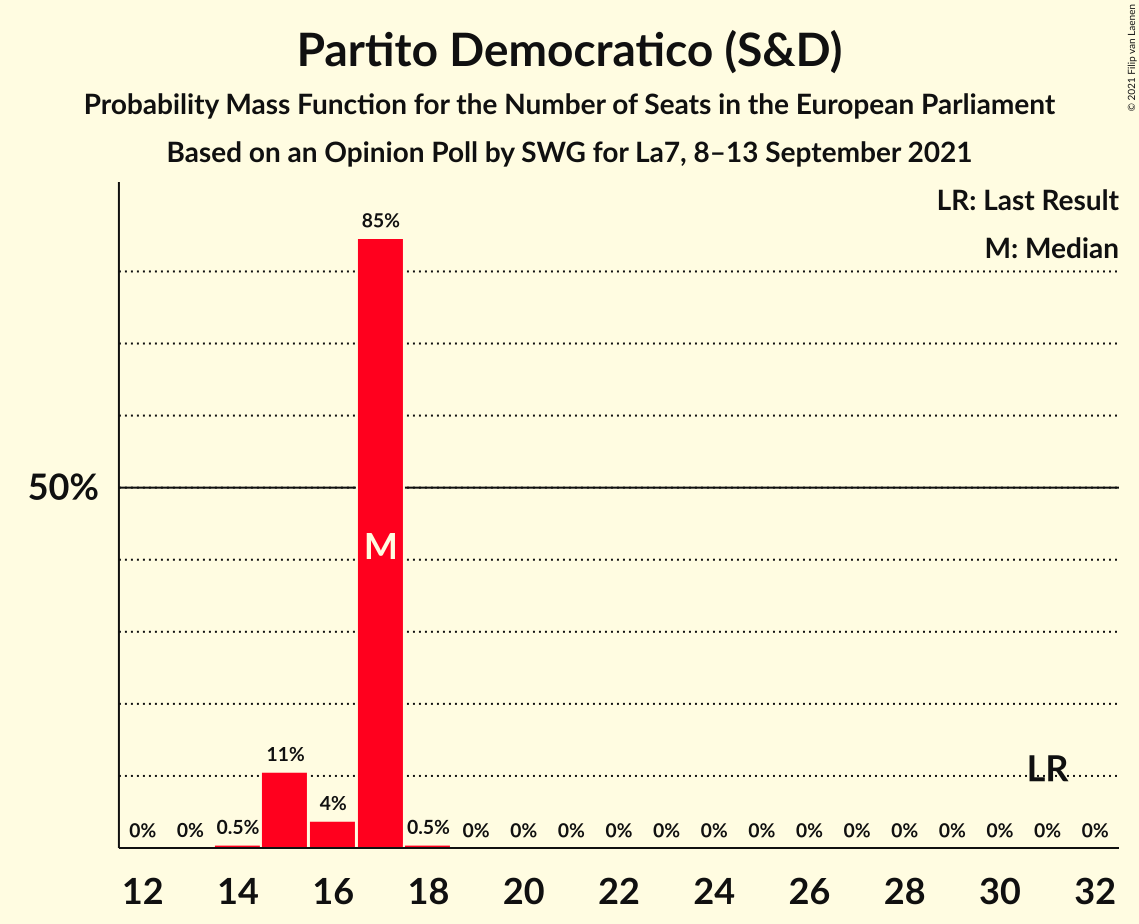 Partito Democratico (S&D)
Probability Mass Function for the Number of Seats in the European Parliament
Based on an Opinion Poll by SWG for La7, 8–13 September 2021
© 2021 Filip van Laenen
LR: Last Result
M: Median
85%
50%
M
11%
4%
LR
0% 0% 0.5% 0.5% 0% 0% 0% 0% 0% 0% 0% 0% 0% 0% 0% 0% 0% 0%
12 14 16 18 20 22 24 26 28 30 32